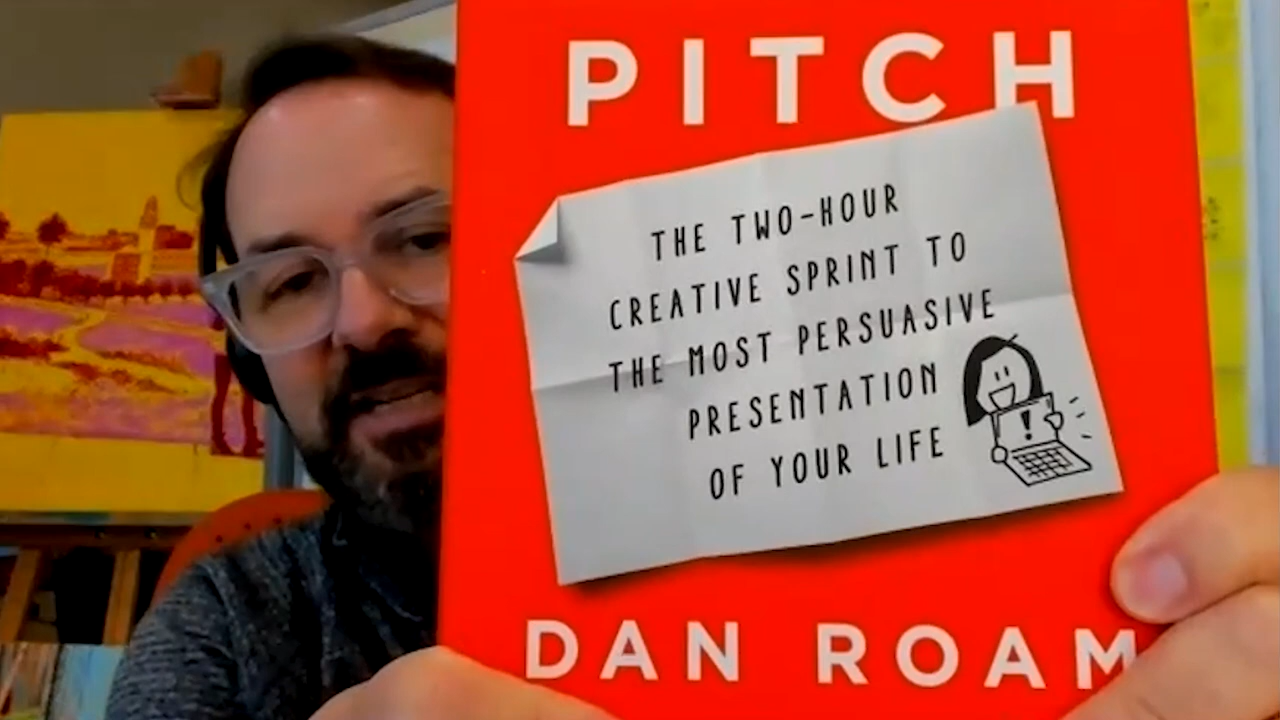 PITCH
THE TWO-HOUR
CREATIVE SPRINT TO
THE MOST PERSUASIVE
PRESENTATION
OF YOUR LIFE
!
DAN ROAM